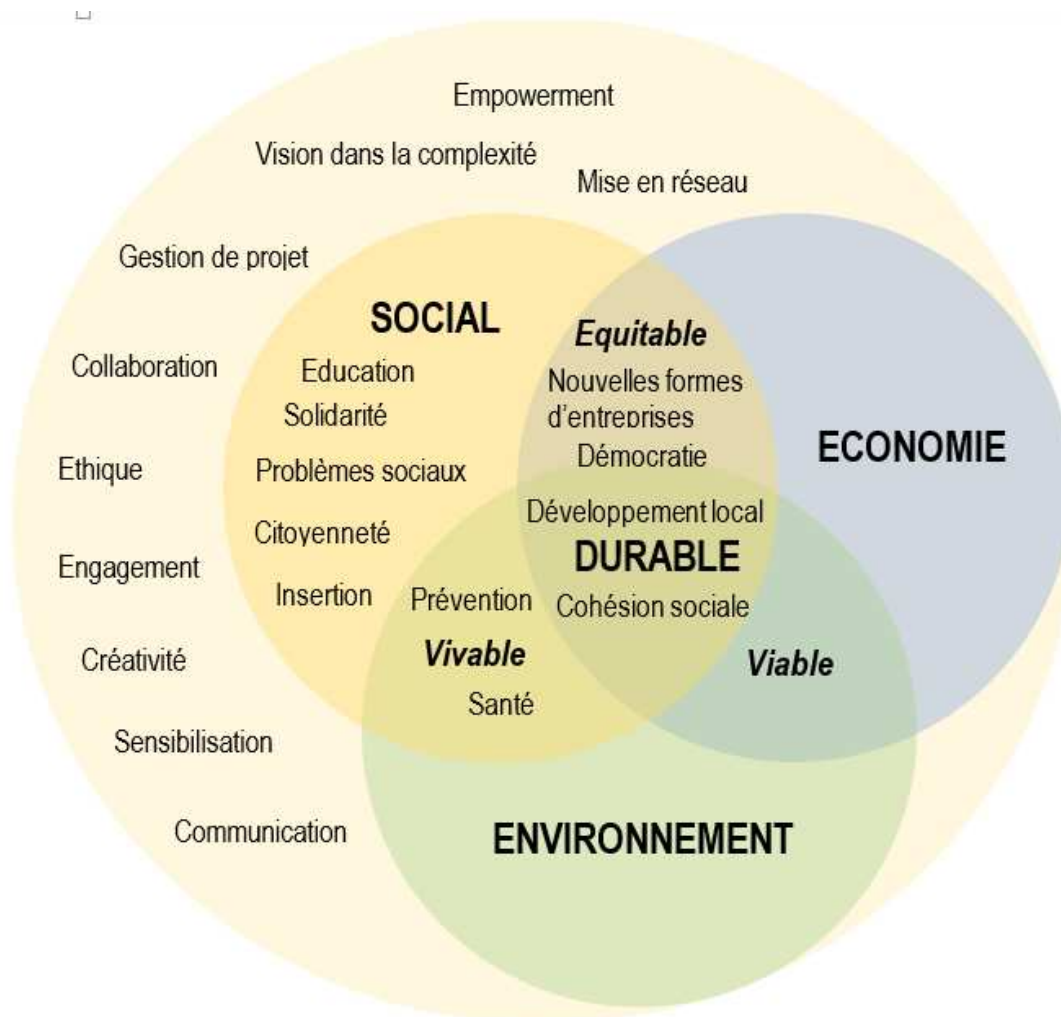 Empowerment
Vision dans la complexité
Mise en réseau
Gestion de projet
SOCIAL
Equitable
Collaboration
Education
Nouvelles formes
d'entreprises
Solidarité
ECONOMIE
Démocratie
Ethique
Problèmes sociaux
Développement local
Citoyenneté
DURABLE
Engagement
Insertion
Prévention
Cohésion sociale
Vivable
Viable
Créativité
Santé
Sensibilisation
Communication
ENVIRONNEMENT